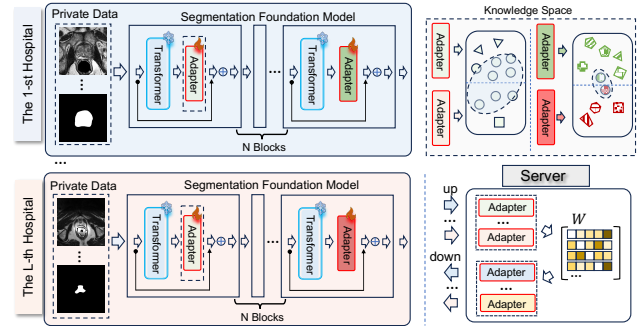 The 1-st Hospital
Private Data
Segmentation Foundation Model
Transformer
Adapter
...
Transformer
Adapter
N Blocks
...
The L-th Hospital
Private Data
Segmentation Foundation Model
Transformer
Adapter
...
Transformer
Adapter
N Blocks
Knowledge Space
Adapter
Adapter
Adapter
Adapter
Server
up
...
down
...
Adapter
...
Adapter
Adapter
...
Adapter
W
...